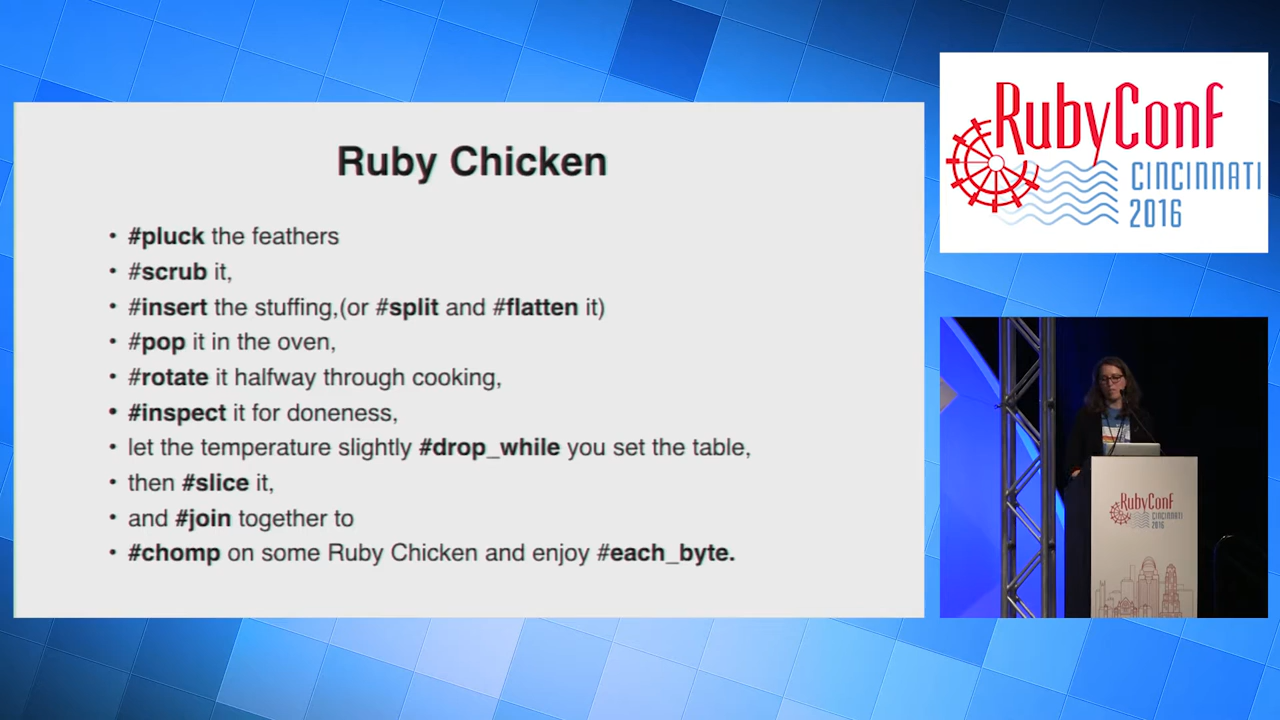 Ruby Chicken
• #pluck the feathers
• #scrub it,
• #insert the stuffing,(or #split and #flatten it)
• #pop it in the oven,
• #rotate it halfway through cooking,
• #inspect it for doneness,
• let the temperature slightly #drop_while you set the table,
• then #slice it,
• and #join together to
• #chomp on some Ruby Chicken and enjoy #each_byte.
RubyConf
CINCINNATI
2016
RubyConf
CINCINNATI
2016